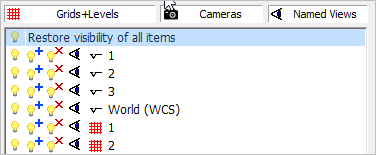 Grids+Levels Cameras Named Views
Restore visibility of all items
1
2
3
World (WCS)
1
2